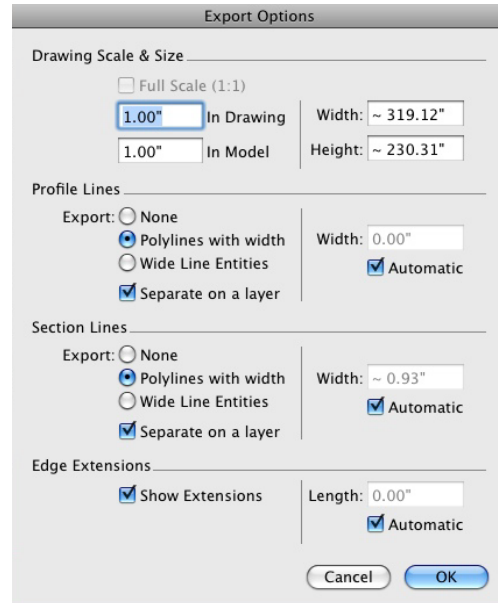 Export Options
Drawing Scale & Size
Full Scale (1:1)
1.00" In Drawing Width: ~ 319.12"
1.00" In Model Height: ~ 230.31"
Profile Lines
Export: None
Polylines with width Width: 0.00"
Wide Line Entities Automatic
Separate on a layer
Section Lines
Export: None
Polylines with width Width: ~ 0.93"
Wide Line Entities Automatic
Separate on a layer
Edge Extensions
Show Extensions Length: 0.00"
Automatic
Cancel OK